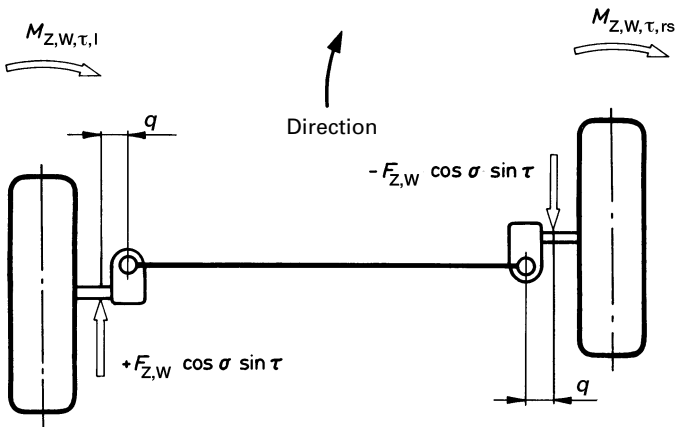 M_Z,W,τ,l
M_Z,W,τ,rs
q
Direction
-F_Z,W cos σ sin τ
+F_Z,W cos σ sin τ
q